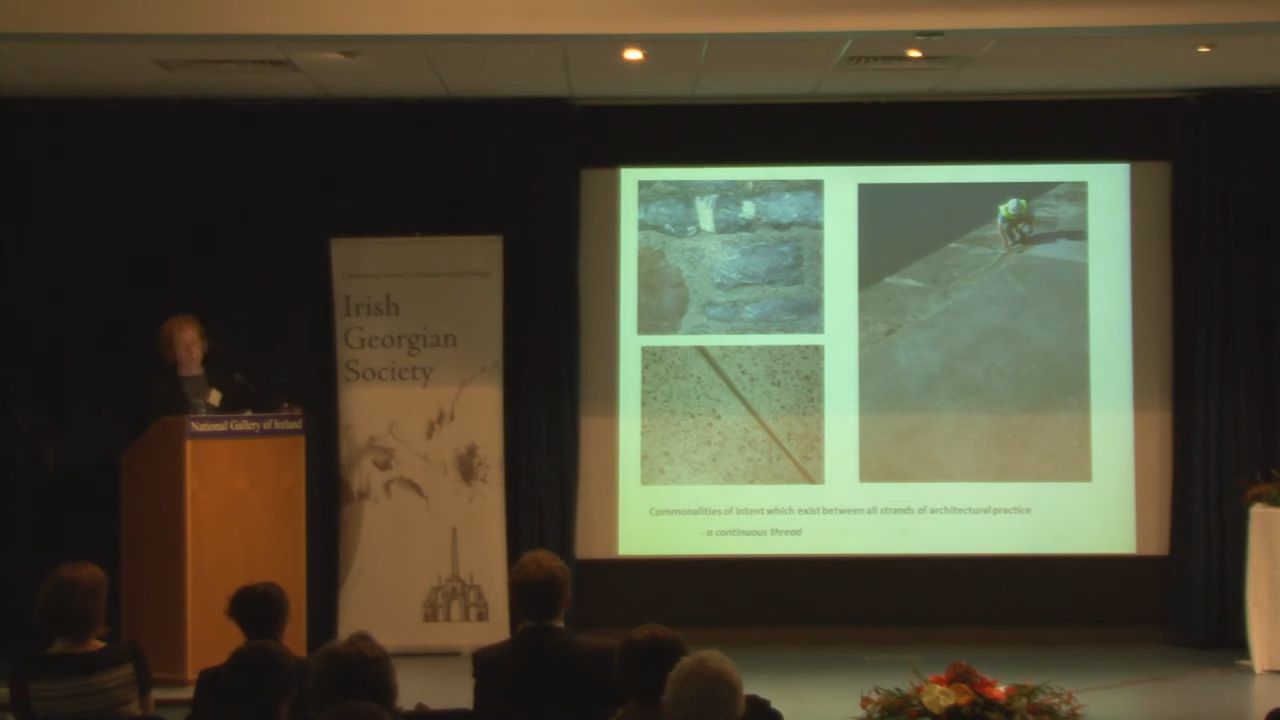 Irish
Georgian
Society
National Gallery of Ireland
Commonalities of intent which exist between all strands of architectural practice
- a continuous thread